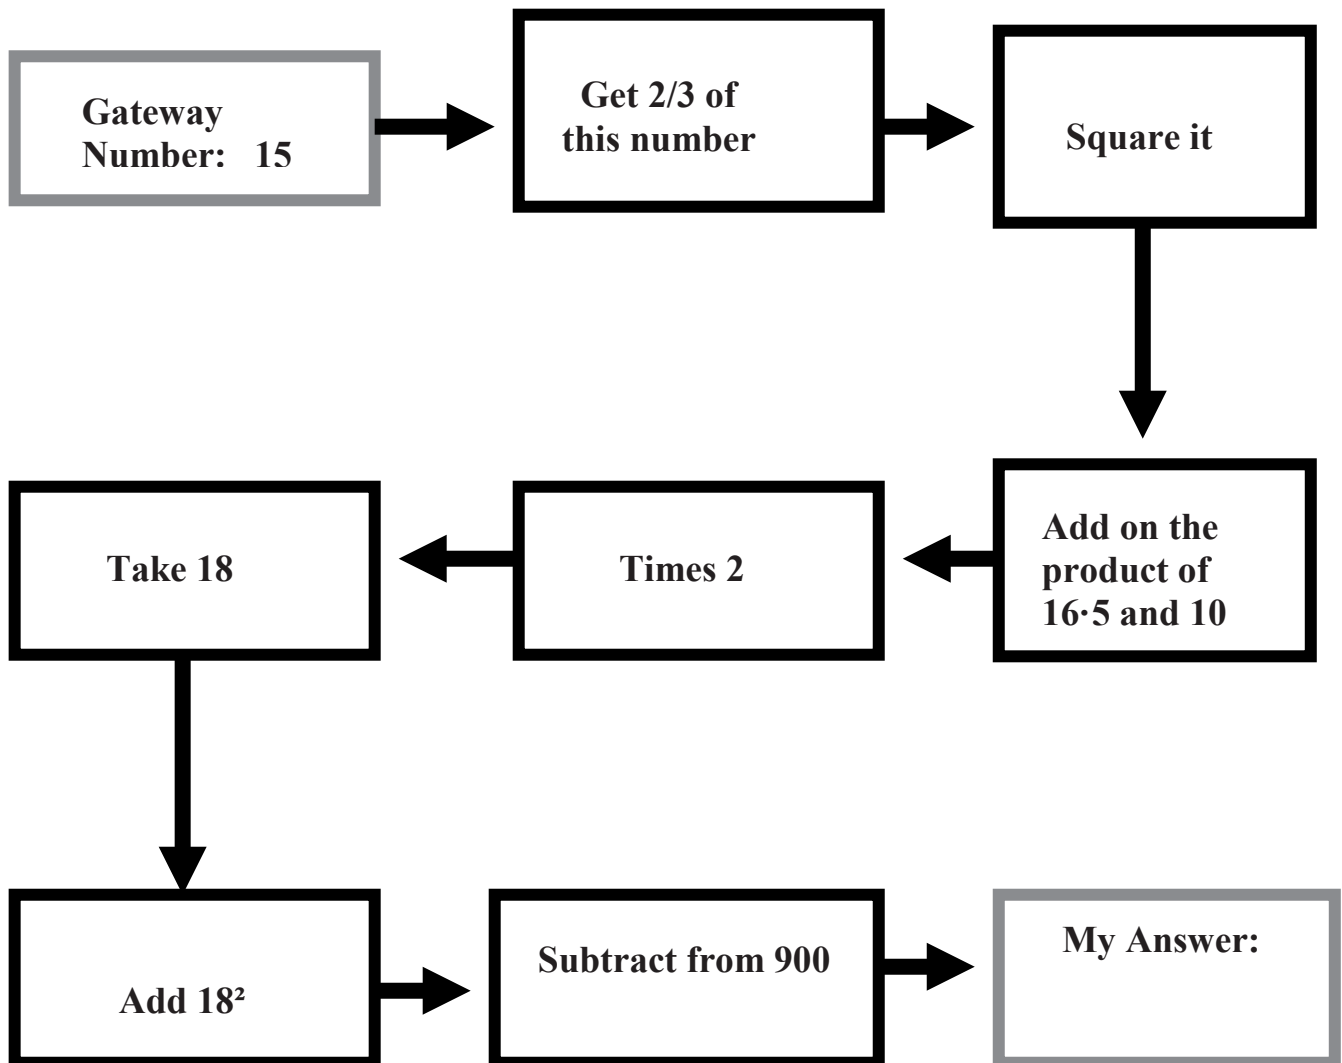 Gateway
Number: 15
Get 2/3 of
this number
Square it
Add on the
product of
16·5 and 10
Times 2
Take 18
Add 18²
Subtract from 900
My Answer: